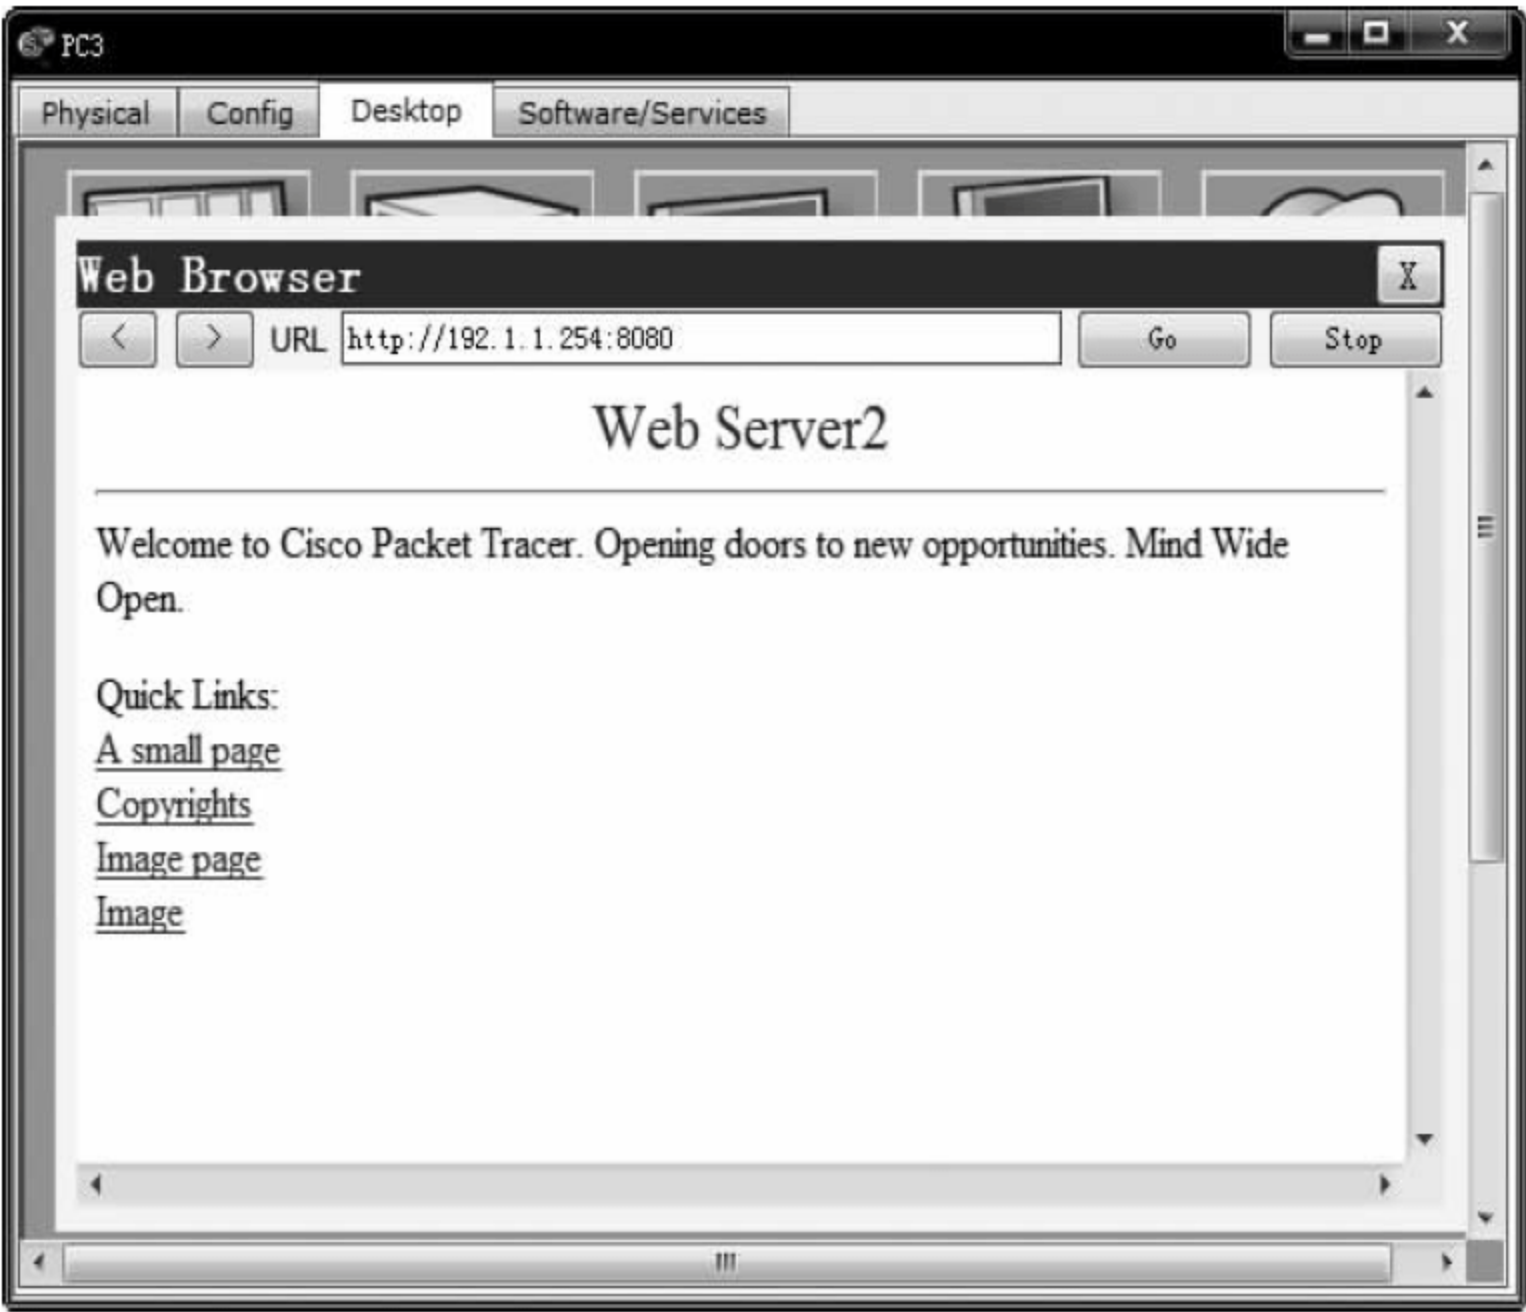 PC3
X
Physical Config Desktop Software/Services
Web Browser X
< > URL http://192.1.1.254:8080 Go Stop
Web Server2
Welcome to Cisco Packet Tracer. Opening doors to new opportunities. Mind Wide
Open.
Quick Links:
A small page
Copyrights
Image page
Image